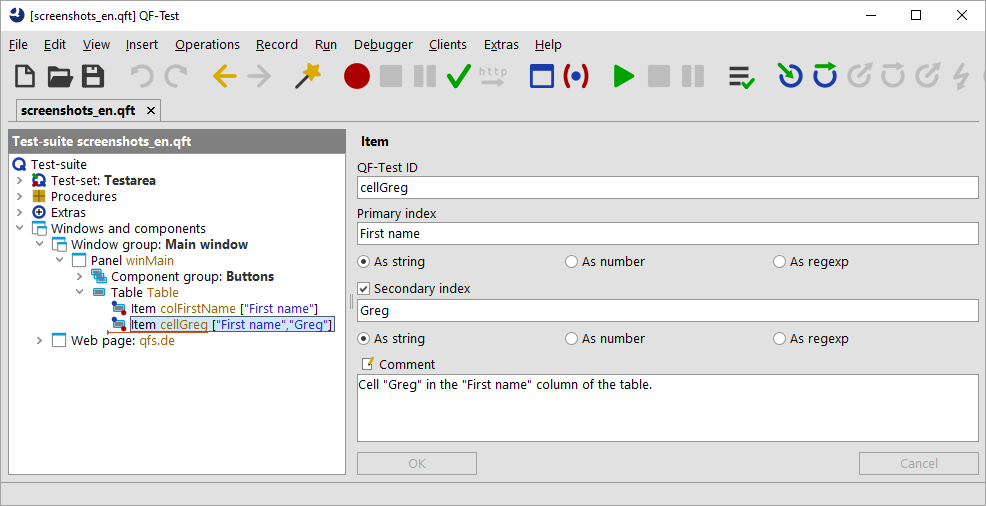 [screenshots_en.qft] QF-Test
File Edit View Insert Operations Record Run Debugger Clients Extras Help
http
screenshots_en.qft
Test-suite screenshots_en.qft
Test-suite
Test-set: Testarea
Procedures
Extras
Windows and components
Window group: Main window
Panel winMain
Component group: Buttons
Table Table
Item colFirstName ["First name"]
Item cellGreg ["First name","Greg"]
Web page: qfs.de
Item
QF-Test ID
cellGreg
Primary index
First name
As string As number As regexp
Secondary index
Greg
As string As number As regexp
Comment
Cell "Greg" in the "First name" column of the table.
OK Cancel